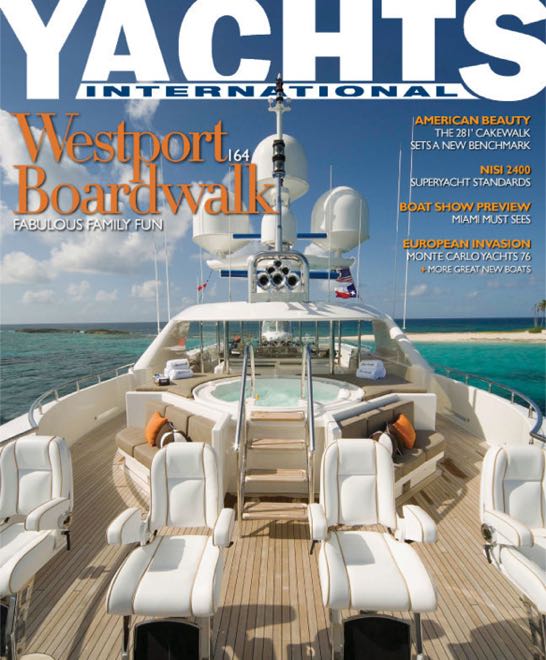 YACHTS
INTERNATIONAL
Westport
164
Boardwalk
FABULOUS FAMILY FUN
AMERICAN BEAUTY
THE 281' CAKEWALK
SETS A NEW BENCHMARK
NISI 2400
SUPERYACHT STANDARDS
BOAT SHOW PREVIEW
MIAMI MUST SEES
EUROPEAN INVASION
MONTE CARLO YACHTS 76
+ MORE GREAT NEW BOATS